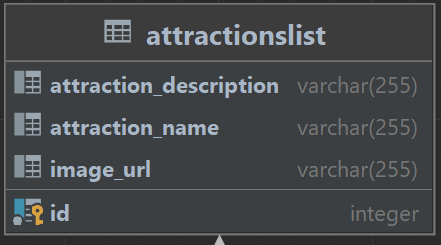 attractionslist
attraction_description varchar(255)
attraction_name varchar(255)
image_url varchar(255)
id integer